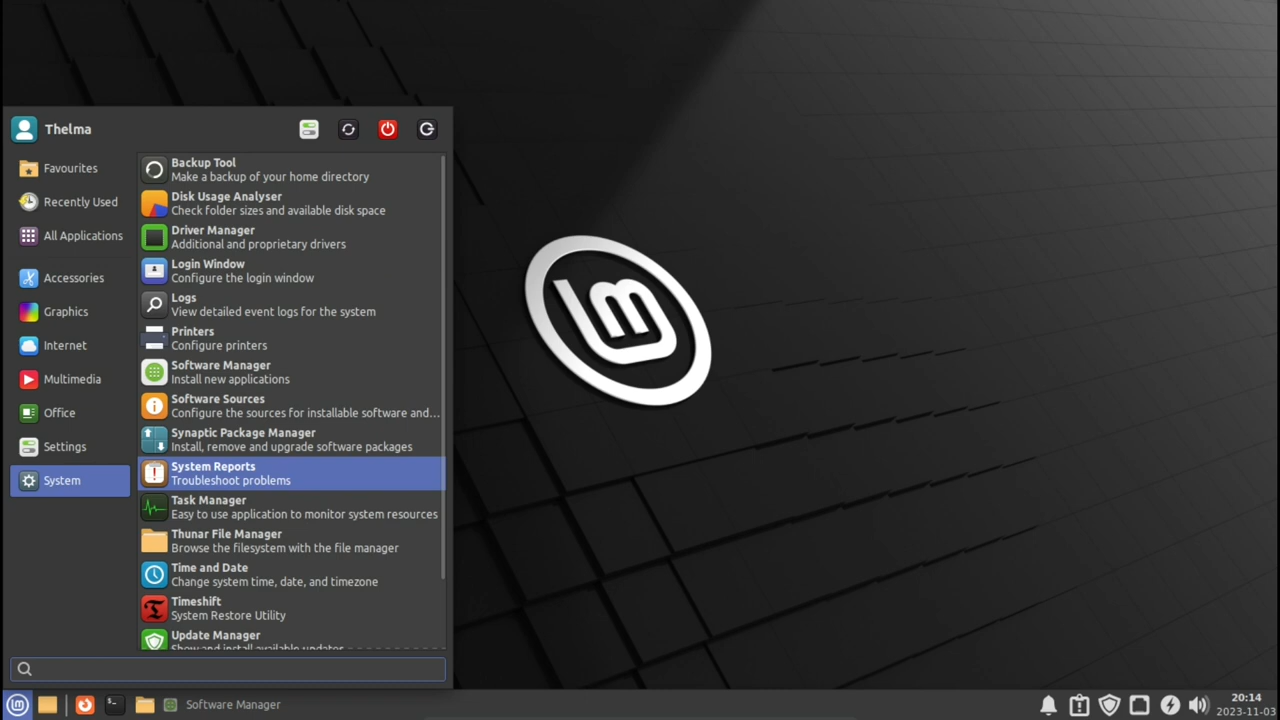 Thelma
Favourites
Recently Used
All Applications
Accessories
Graphics
Internet
Multimedia
Office
Settings
System
Backup Tool
Make a backup of your home directory
Disk Usage Analyser
Check folder sizes and available disk space
Driver Manager
Additional and proprietary drivers
Login Window
Configure the login window
Logs
View detailed event logs for the system
Printers
Configure printers
Software Manager
Install new applications
Software Sources
Configure the sources for installable software and...
Synaptic Package Manager
Install, remove and upgrade software packages
System Reports
Troubleshoot problems
Task Manager
Easy to use application to monitor system resources
Thunar File Manager
Browse the filesystem with the file manager
Time and Date
Change system time, date, and timezone
Timeshift
System Restore Utility
Update Manager
Show and install available updates
Software Manager
20:14
2023-11-03